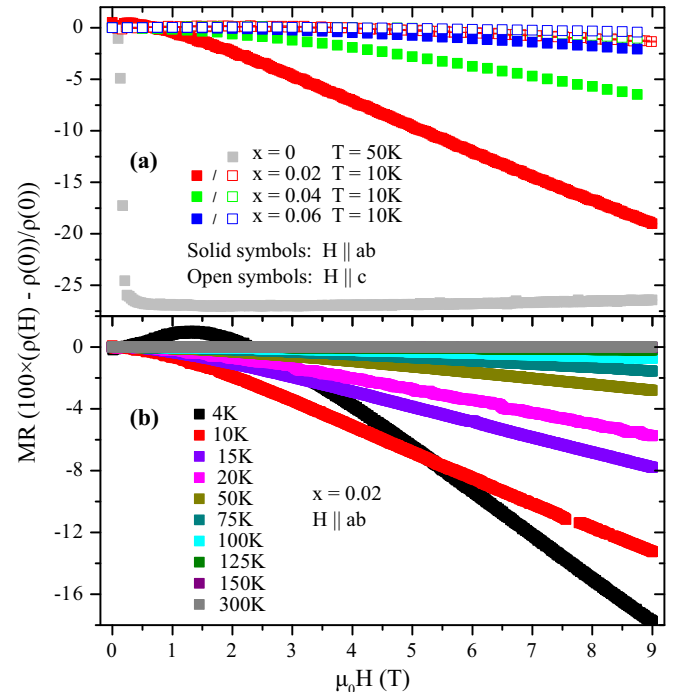 MR (100×(ρ(H) - ρ(0))/ρ(0))
0
-5
-10
-15
-20
-25
(a)
x = 0 T = 50K
/ x = 0.02 T = 10K
/ x = 0.04 T = 10K
/ x = 0.06 T = 10K
Solid symbols: H || ab
Open symbols: H || c
0
-4
-8
-12
-16
(b)
4K
10K
15K
20K
50K
75K
100K
125K
150K
300K
x = 0.02
H || ab
0 1 2 3 4 5 6 7 8 9
μ₀H (T)